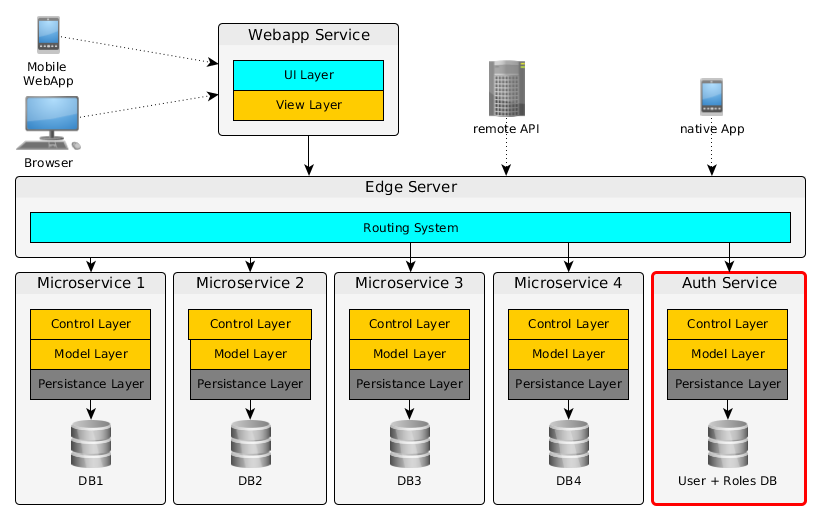 Webapp Service
Mobile
WebApp
UI Layer
View Layer
Browser
remote API
native App
Edge Server
Routing System
Microservice 1
Control Layer
Model Layer
Persistance Layer
DB1
Microservice 2
Control Layer
Model Layer
Persistance Layer
DB2
Microservice 3
Control Layer
Model Layer
Persistance Layer
DB3
Microservice 4
Control Layer
Model Layer
Persistance Layer
DB4
Auth Service
Control Layer
Model Layer
Persistance Layer
User + Roles DB